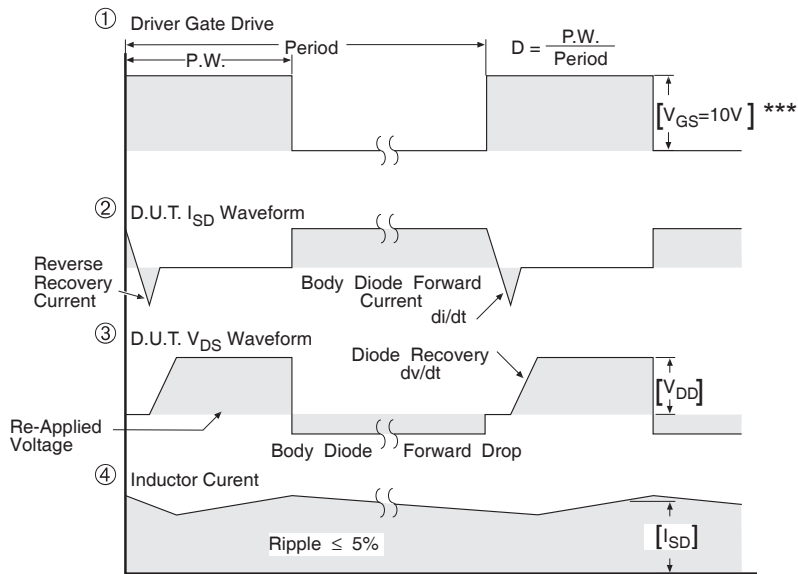 ① Driver Gate Drive
Period
P.W.
D = P.W. / Period
[VGS=10V] ***
② D.U.T. ISD Waveform
Reverse
Recovery
Current
Body Diode Forward
Current
di/dt
③ D.U.T. VDS Waveform
Diode Recovery
dv/dt
[VDD]
Re-Applied
Voltage
Body Diode Forward Drop
④ Inductor Curent
Ripple ≤ 5%
[ISD]